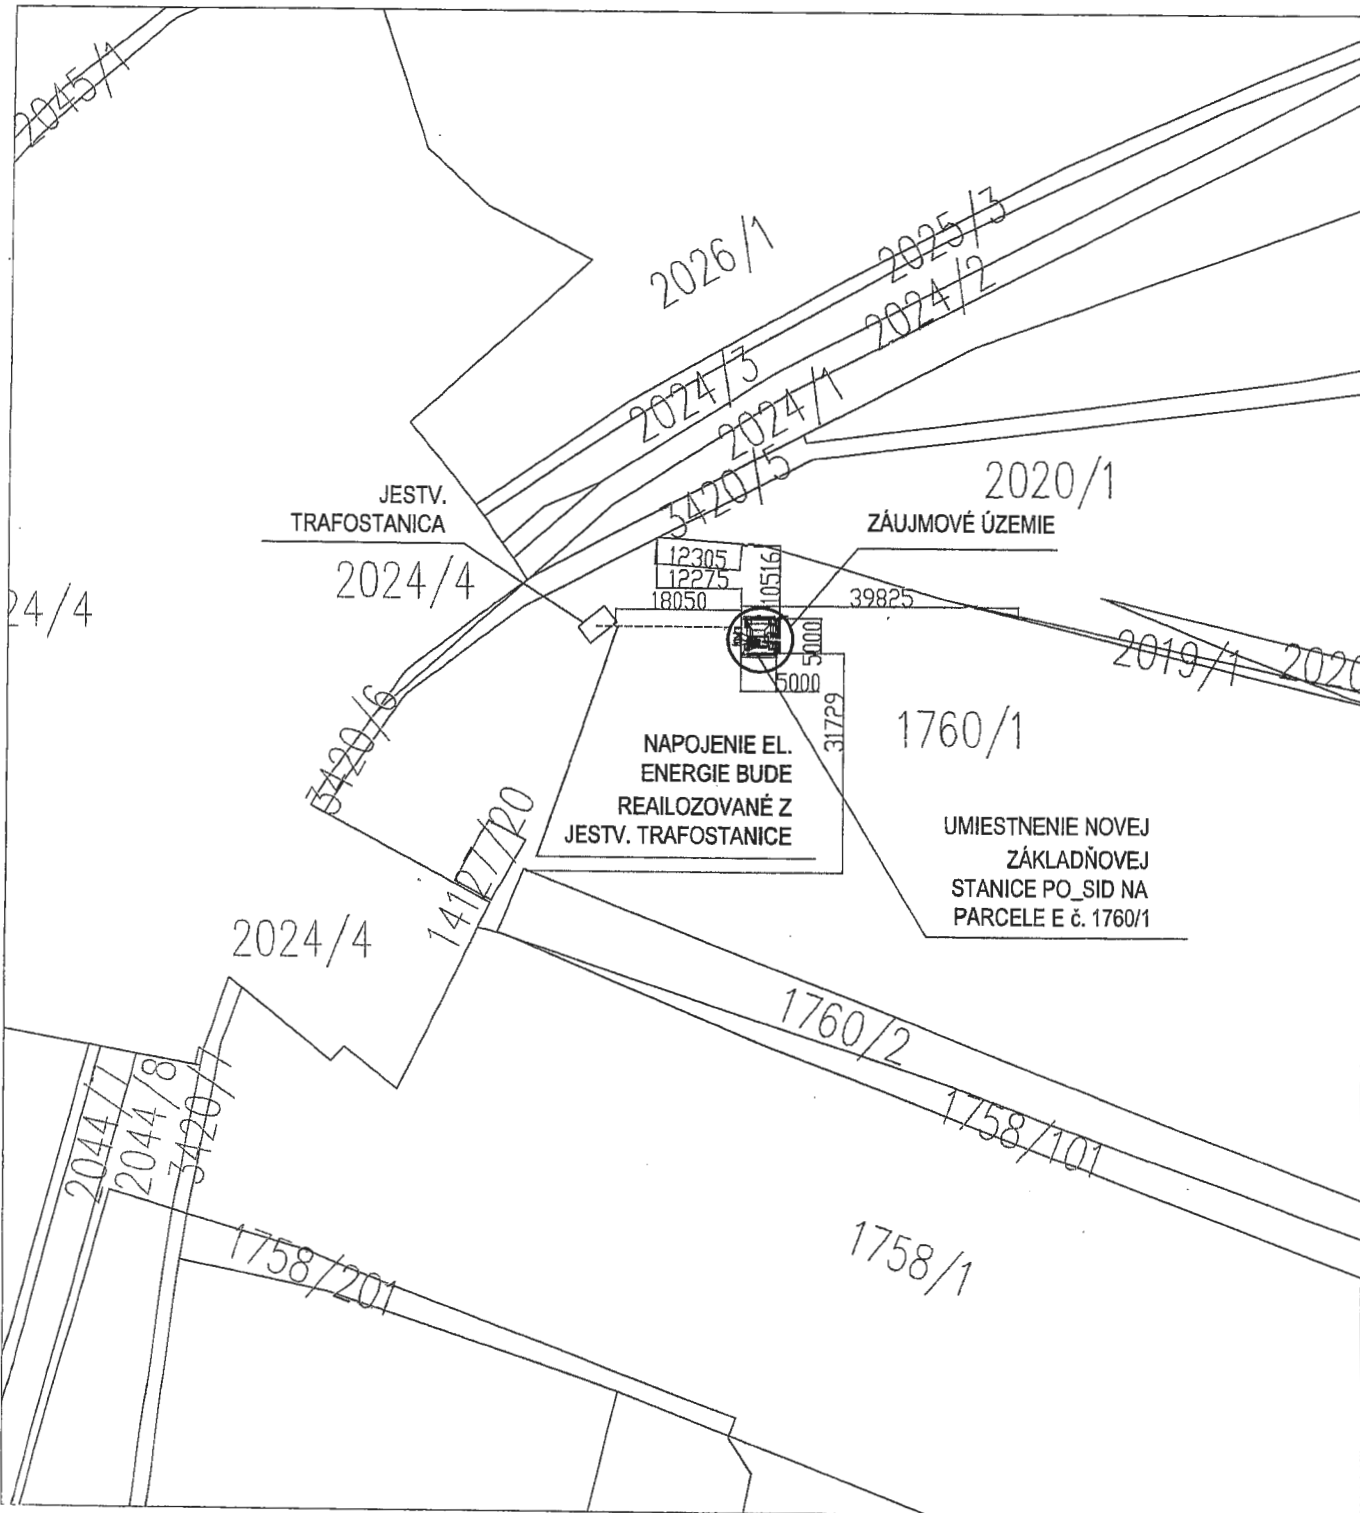 2045/1
2026/1
2025/3
2024/2
2024/3
2024/1
3420/5
2020/1
JESTV.
TRAFOSTANICA
ZÁUJMOVÉ ÚZEMIE
2024/4
24/4
12305
12275
18050
10516
39825
5000
5000
31729
2019/1
2020
1760/1
3420/6
NAPOJENIE EL.
ENERGIE BUDE
REAILOZOVANÉ Z
JESTV. TRAFOSTANICE
UMIESTNENIE NOVEJ
ZÁKLADŇOVEJ
STANICE PO_SID NA
PARCELE E č. 1760/1
14127/20
2024/4
1760/2
1758/101
2044/7
2044/8
3420/7
1758/201
1758/1